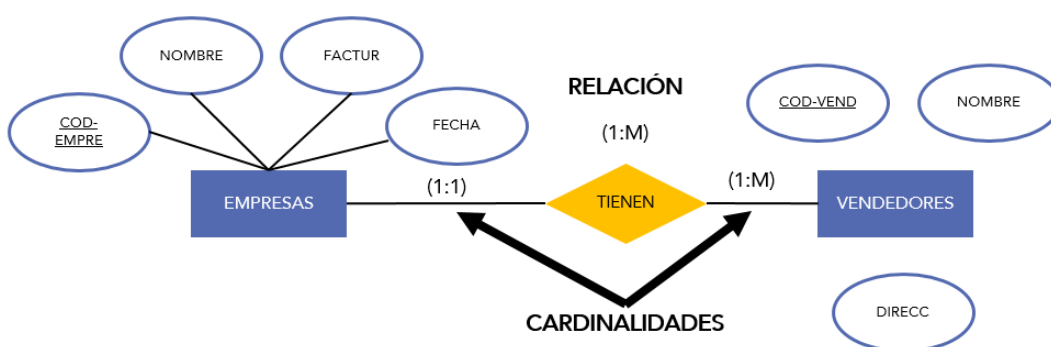 NOMBRE
FACTUR
COD-
EMPRE
FECHA
RELACIÓN
(1:M)
COD-VEND
NOMBRE
EMPRESAS
(1:1)
TIENEN
(1:M)
VENDEDORES
CARDINALIDADES
DIRECC